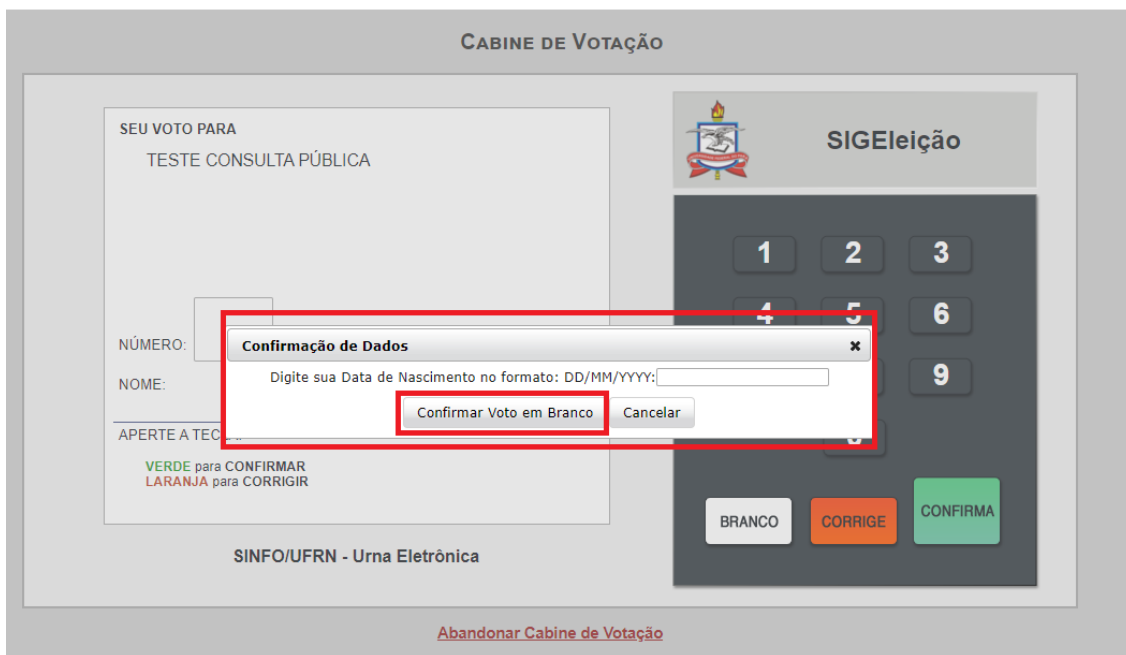 CABINE DE VOTAÇÃO
SEU VOTO PARA
TESTE CONSULTA PÚBLICA
SIGEleição
1 2 3
4 5 6
NÚMERO:
Confirmação de Dados
Digite sua Data de Nascimento no formato: DD/MM/YYYY:
NOME:
9
Confirmar Voto em Branco Cancelar
APERTE A
VERDE para CONFIRMAR
LARANJA para CORRIGIR
BRANCO CORRIGE CONFIRMA
SINFO/UFRN - Urna Eletrônica
Abandonar Cabine de Votação